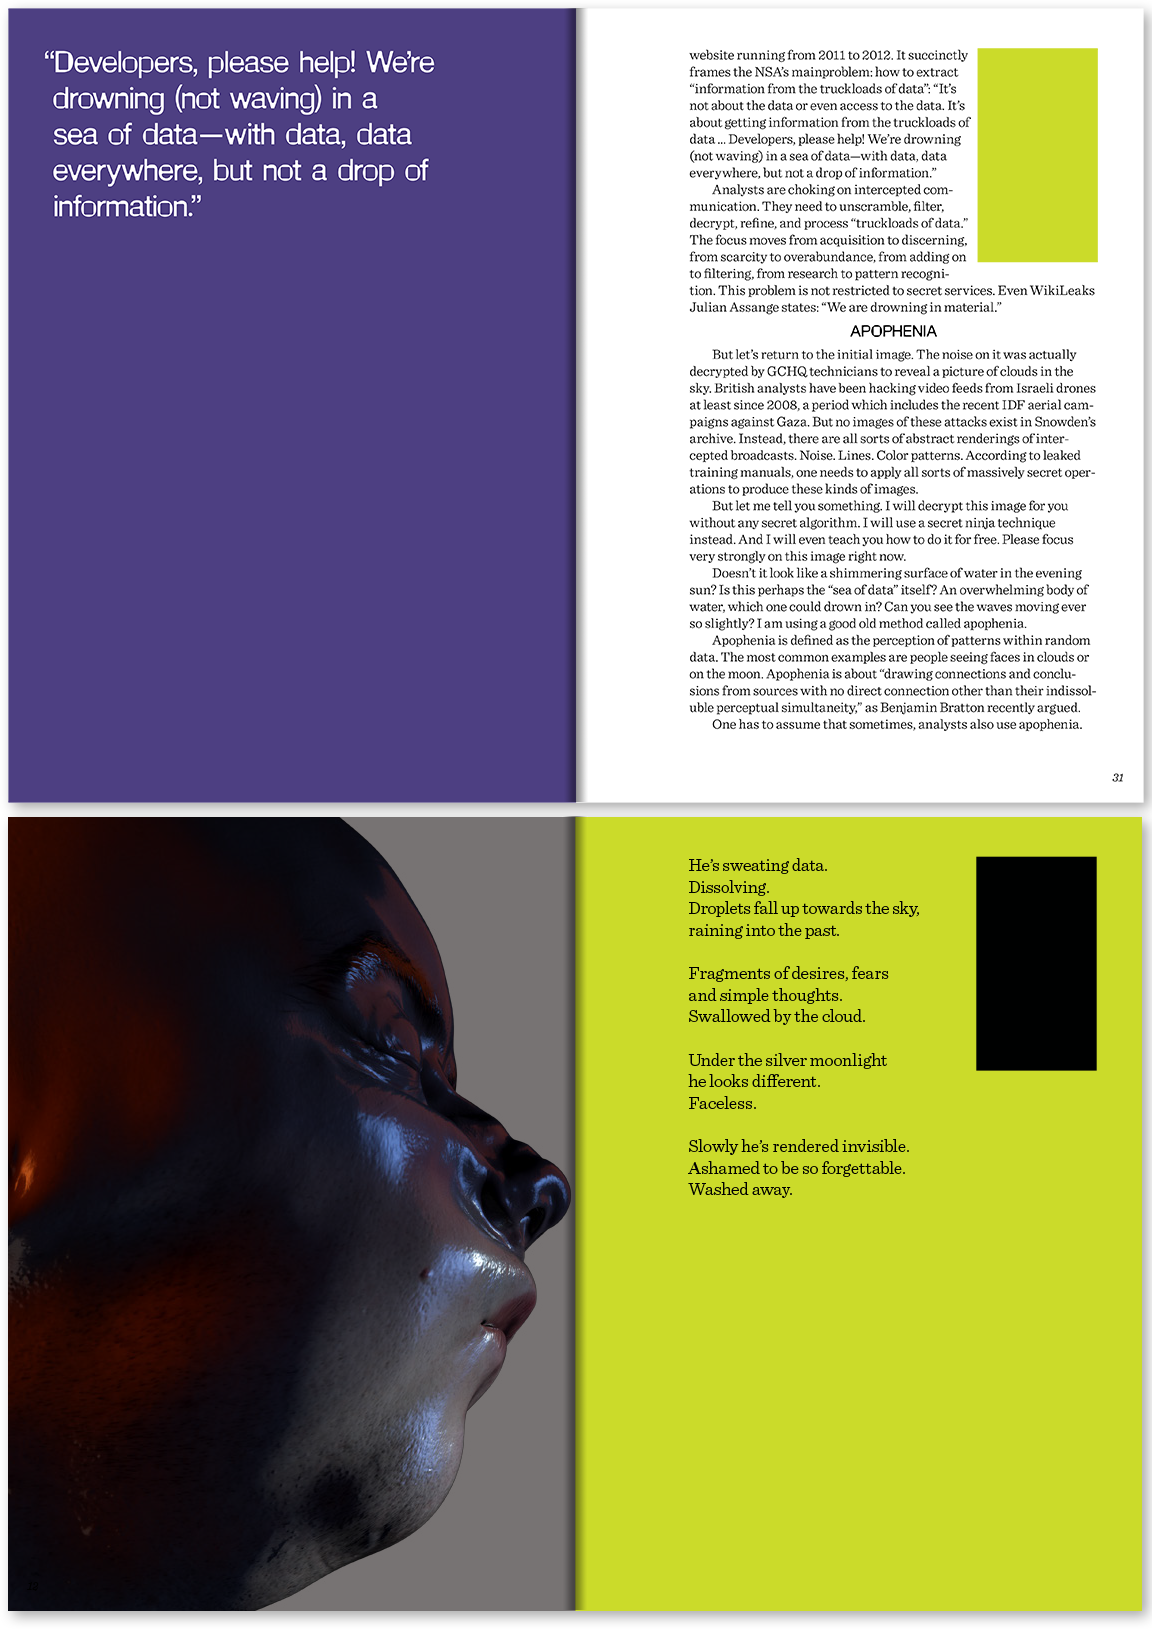 “Developers, please help! We’re
drowning (not waving) in a
sea of data—with data, data
everywhere, but not a drop of
information.”
website running from 2011 to 2012. It succinctly
frames the NSA’s mainproblem: how to extract
“information from the truckloads of data”: “It’s
not about the data or even access to the data. It’s
about getting information from the truckloads of
data ... Developers, please help! We’re drowning
(not waving) in a sea of data—with data, data
everywhere, but not a drop of information.”
Analysts are choking on intercepted com-
munication. They need to unscramble, filter,
decrypt, refine, and process “truckloads of data.”
The focus moves from acquisition to discerning,
from scarcity to overabundance, from adding on
to filtering, from research to pattern recogni-
tion. This problem is not restricted to secret services. Even WikiLeaks
Julian Assange states: “We are drowning in material.”
APOPHENIA
But let’s return to the initial image. The noise on it was actually
decrypted by GCHQ technicians to reveal a picture of clouds in the
sky. British analysts have been hacking video feeds from Israeli drones
at least since 2008, a period which includes the recent IDF aerial cam-
paigns against Gaza. But no images of these attacks exist in Snowden’s
archive. Instead, there are all sorts of abstract renderings of inter-
cepted broadcasts. Noise. Lines. Color patterns. According to leaked
training manuals, one needs to apply all sorts of massively secret oper-
ations to produce these kinds of images.
But let me tell you something. I will decrypt this image for you
without any secret algorithm. I will use a secret ninja technique
instead. And I will even teach you how to do it for free. Please focus
very strongly on this image right now.
Doesn’t it look like a shimmering surface of water in the evening
sun? Is this perhaps the “sea of data” itself? An overwhelming body of
water, which one could drown in? Can you see the waves moving ever
so slightly? I am using a good old method called apophenia.
Apophenia is defined as the perception of patterns within random
data. The most common examples are people seeing faces in clouds or
on the moon. Apophenia is about “drawing connections and conclu-
sions from sources with no direct connection other than their indissol-
uble perceptual simultaneity,” as Benjamin Bratton recently argued.
One has to assume that sometimes, analysts also use apophenia.
31
He’s sweating data.
Dissolving.
Droplets fall up towards the sky,
raining into the past.
Fragments of desires, fears
and simple thoughts.
Swallowed by the cloud.
Under the silver moonlight
he looks different.
Faceless.
Slowly he’s rendered invisible.
Ashamed to be so forgettable.
Washed away.